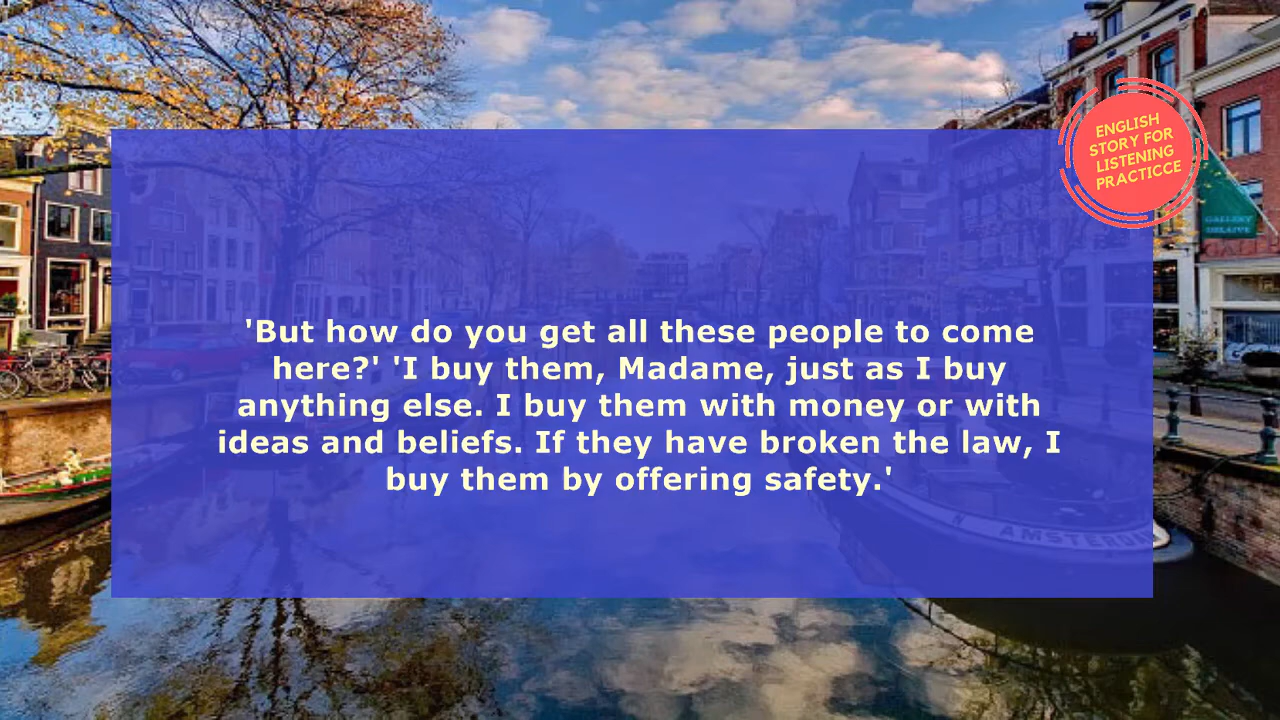 ENGLISH
STORY FOR
LISTENING
PRACTICCE
'But how do you get all these people to come
here?' 'I buy them, Madame, just as I buy
anything else. I buy them with money or with
ideas and beliefs. If they have broken the law, I
buy them by offering safety.'
GALLERY
AMSTERDAM